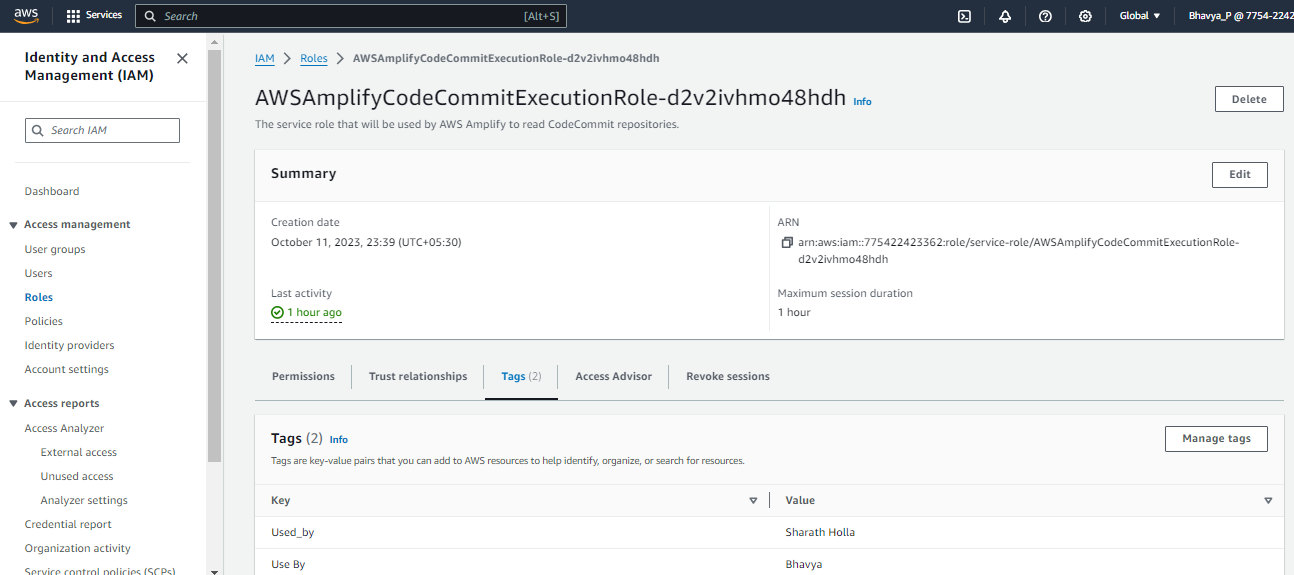 aws Services Search [Alt+S] Global Bhavya_P @ 7754-2242
Identity and Access
Management (IAM)
Search IAM
Dashboard
Access management
User groups
Users
Roles
Policies
Identity providers
Account settings
Access reports
Access Analyzer
External access
Unused access
Analyzer settings
Credential report
Organization activity
Service control policies (SCPs)
IAM > Roles > AWSAmplifyCodeCommitExecutionRole-d2v2ivhmo48hdh
AWSAmplifyCodeCommitExecutionRole-d2v2ivhmo48hdh Info
Delete
The service role that will be used by AWS Amplify to read CodeCommit repositories.
Summary
Edit
Creation date
October 11, 2023, 23:39 (UTC+05:30)
ARN
arn:aws:iam::775422423362:role/service-role/AWSAmplifyCodeCommitExecutionRole-
d2v2ivhmo48hdh
Last activity
1 hour ago
Maximum session duration
1 hour
Permissions Trust relationships Tags (2) Access Advisor Revoke sessions
Tags (2) Info
Manage tags
Tags are key-value pairs that you can add to AWS resources to help identify, organize, or search for resources.
Key Value
Used_by Sharath Holla
Use By Bhavya